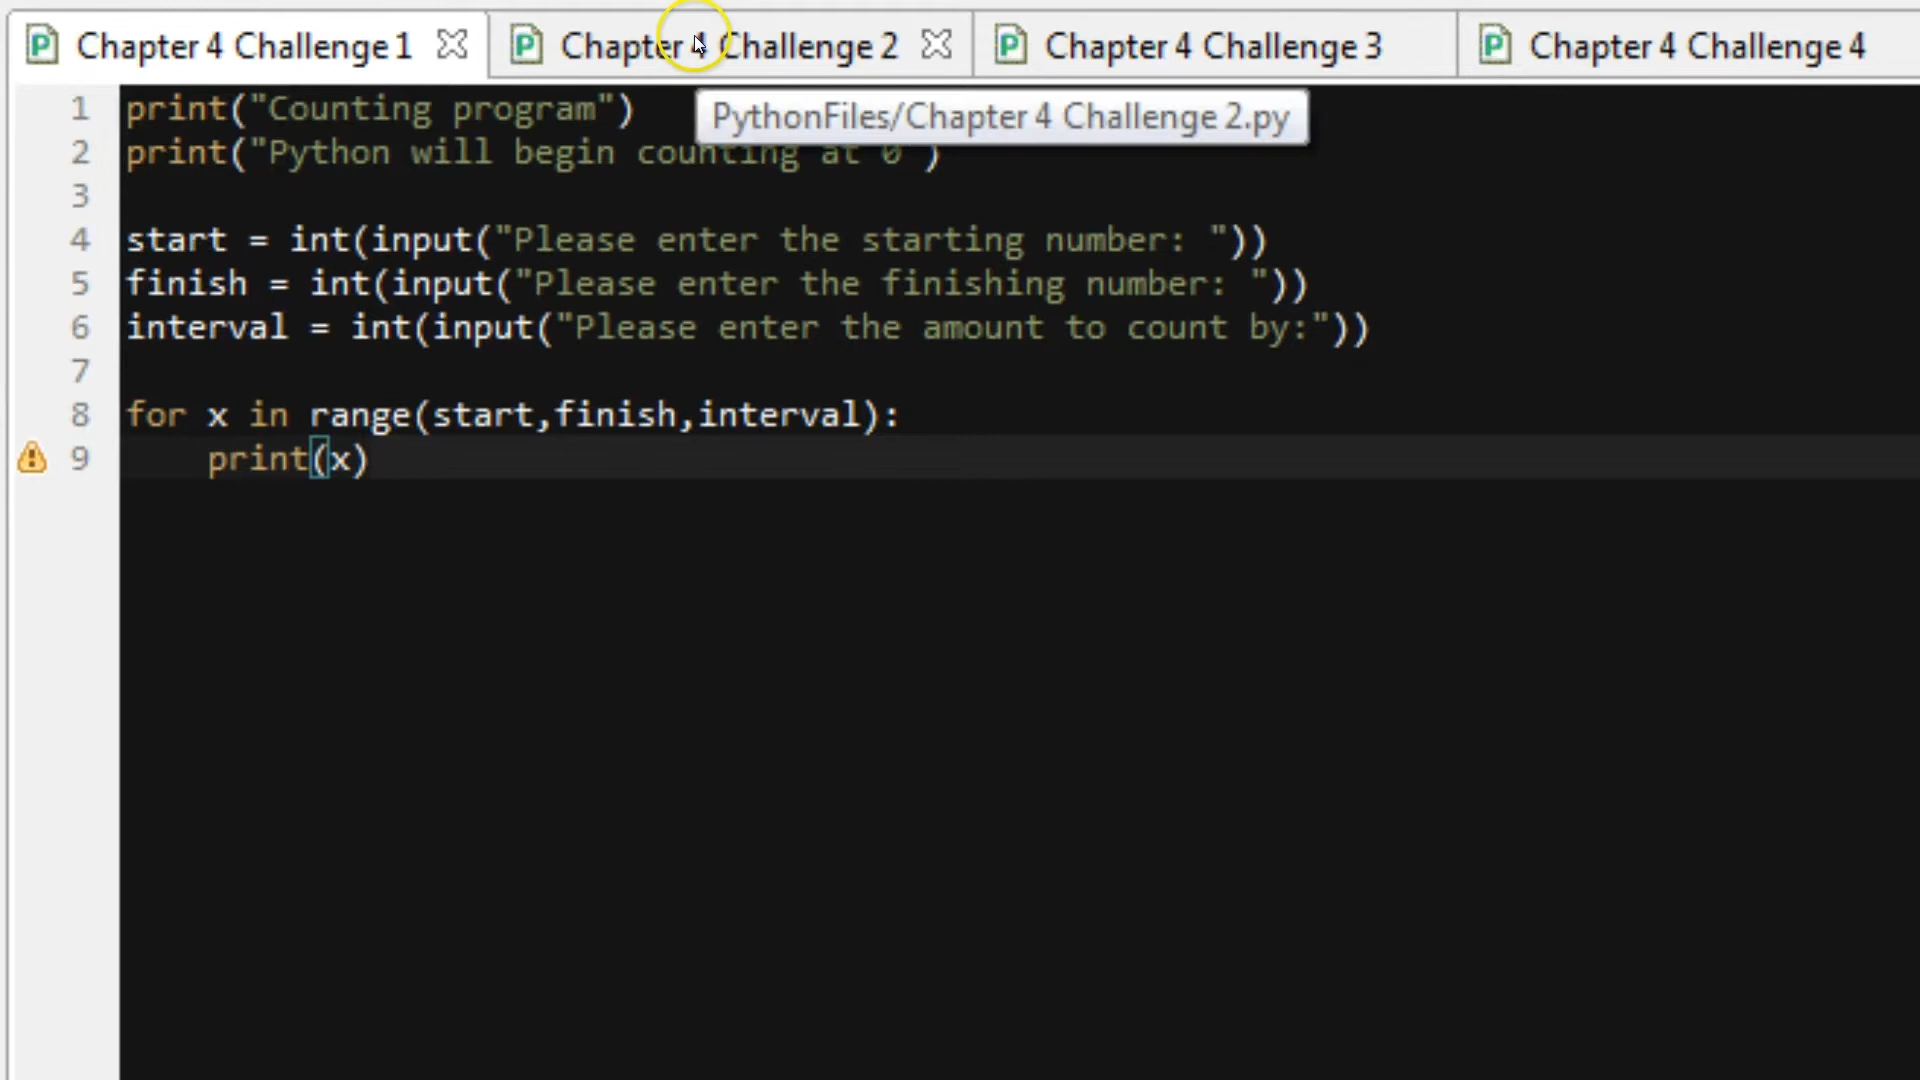 Chapter 4 Challenge 1 Chapter 4 Challenge 2 Chapter 4 Challenge 3 Chapter 4 Challenge 4
PythonFiles/Chapter 4 Challenge 2.py
1 print("Counting program")
2 print("Python will begin counting at 0 )
3
4 start = int(input("Please enter the starting number: "))
5 finish = int(input("Please enter the finishing number: "))
6 interval = int(input("Please enter the amount to count by:"))
7
8 for x in range(start,finish,interval):
9 print(x)